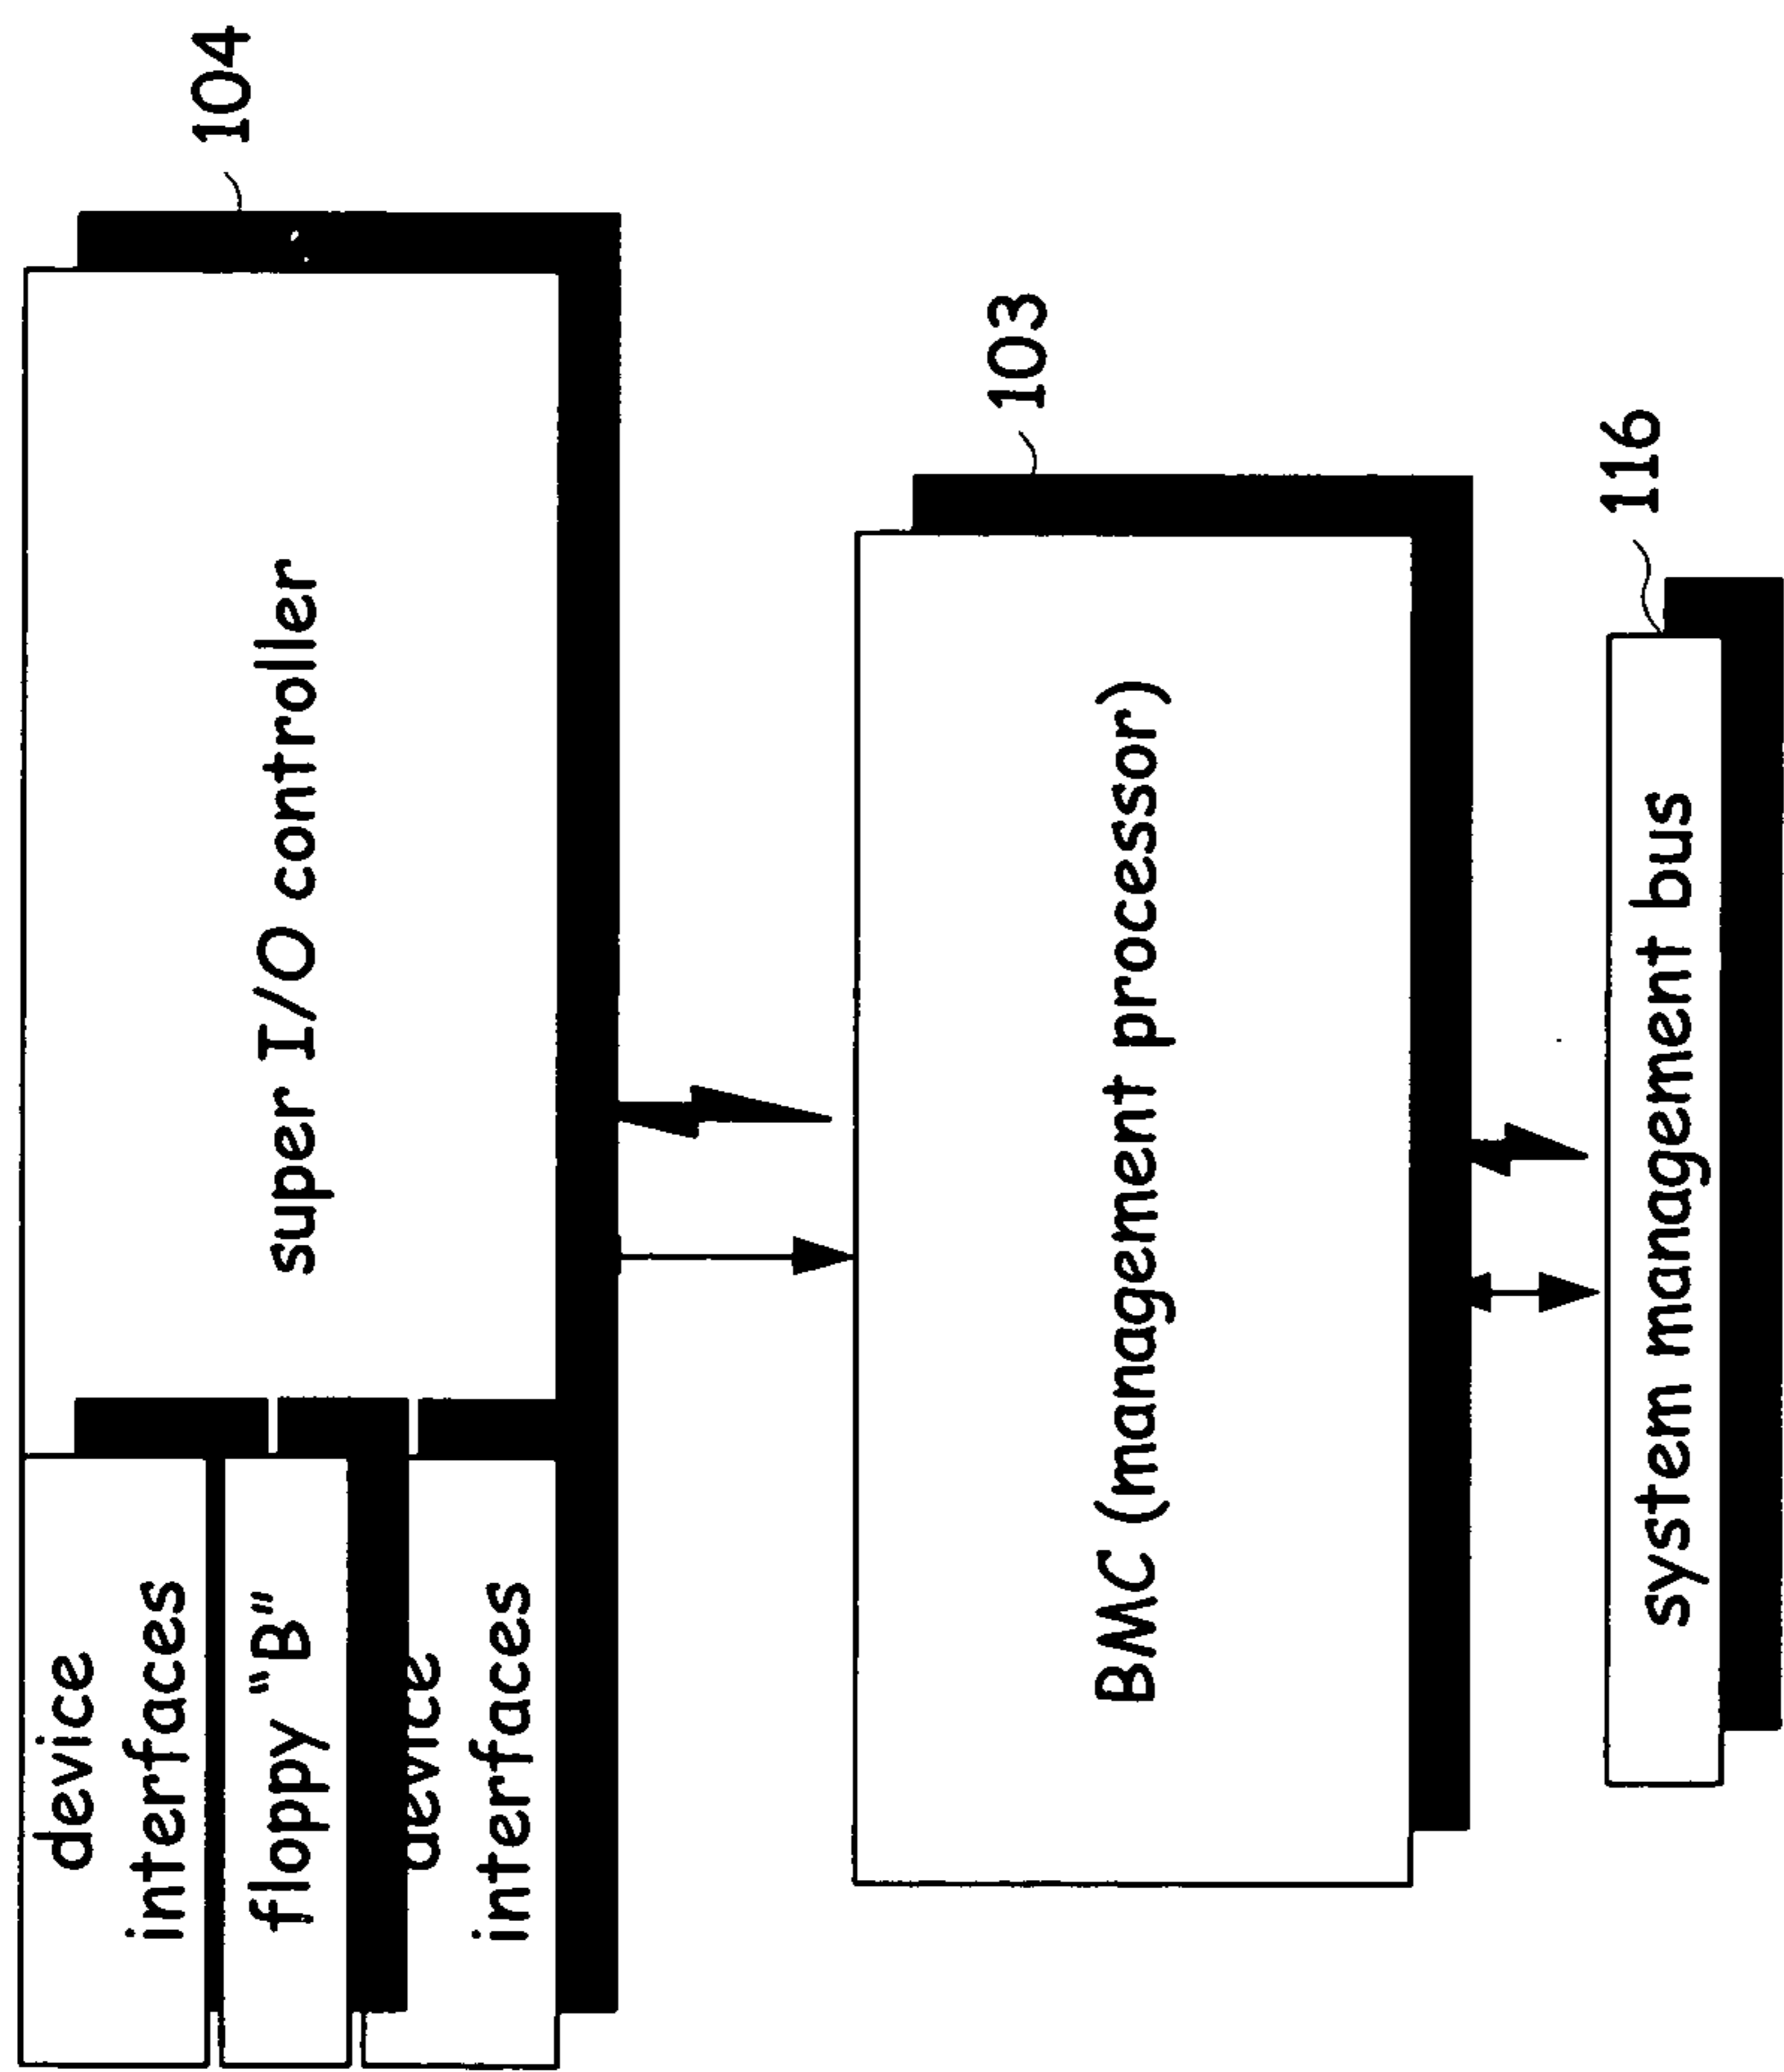 device
interfaces
floppy "B"
device
interfaces
super I/O controller
104
BMC (management processor)
103
system management bus
116